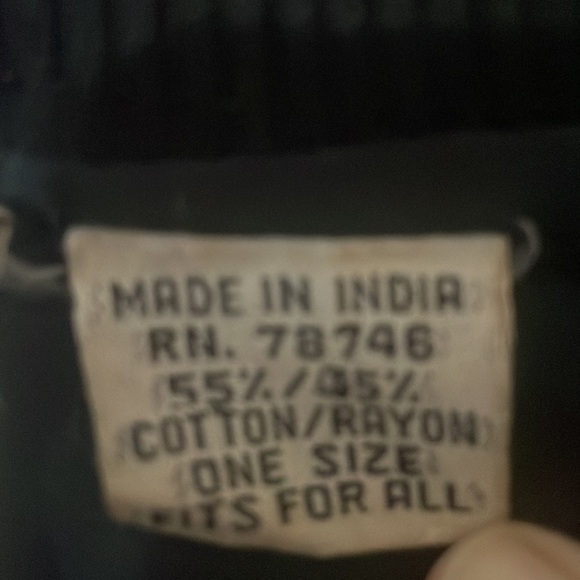 MADE IN INDIA
RN. 78746
55%/45%
COTTON/RAYON
ONE SIZE
FITS FOR ALL